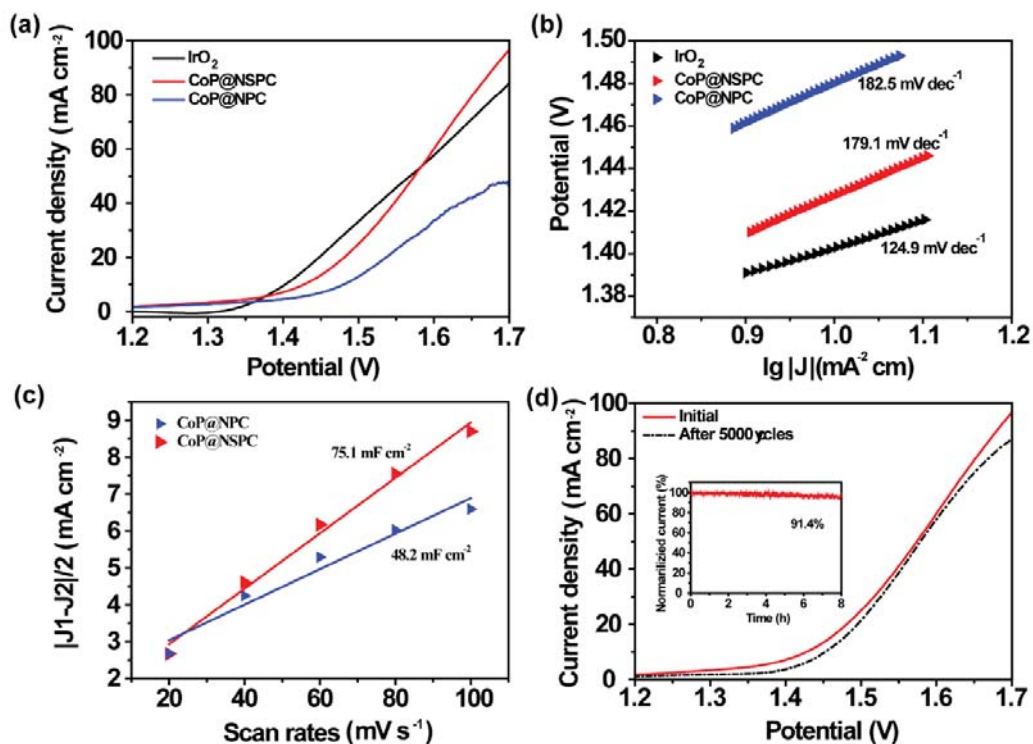 (a)
100
80
60
40
20
0
Current density (mA cm⁻²)
IrO₂
CoP@NSPC
CoP@NPC
1.2 1.3 1.4 1.5 1.6 1.7
Potential (V)
(b)
1.50
1.48
1.46
1.44
1.42
1.40
1.38
Potential (V)
IrO₂
CoP@NSPC
CoP@NPC
182.5 mV dec⁻¹
179.1 mV dec⁻¹
124.9 mV dec⁻¹
0.8 0.9 1.0 1.1 1.2
lg |J|(mA⁻² cm)
(c)
9
8
7
6
5
4
3
2
|J1-J2|/2 (mA cm⁻²)
CoP@NPC
CoP@NSPC
75.1 mF cm⁻²
48.2 mF cm⁻²
20 40 60 80 100
Scan rates (mV s⁻¹)
(d)
100
80
60
40
20
0
Current density (mA cm⁻²)
Initial
After 5000 ycles
Normarilizied current (%)
100
80
60
40
20
0
91.4%
0 2 4 6 8
Time (h)
1.2 1.3 1.4 1.5 1.6 1.7
Potential (V)